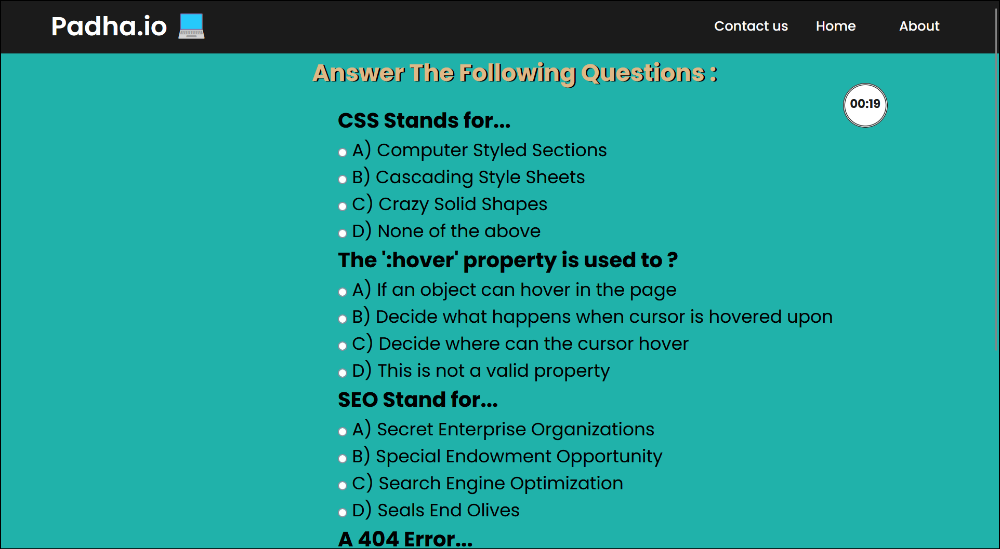 Padha.io
Contact us Home About
Answer The Following Questions :
00:19
CSS Stands for...
A) Computer Styled Sections
B) Cascading Style Sheets
C) Crazy Solid Shapes
D) None of the above
The ':hover' property is used to ?
A) If an object can hover in the page
B) Decide what happens when cursor is hovered upon
C) Decide where can the cursor hover
D) This is not a valid property
SEO Stand for...
A) Secret Enterprise Organizations
B) Special Endowment Opportunity
C) Search Engine Optimization
D) Seals End Olives
A 404 Error...